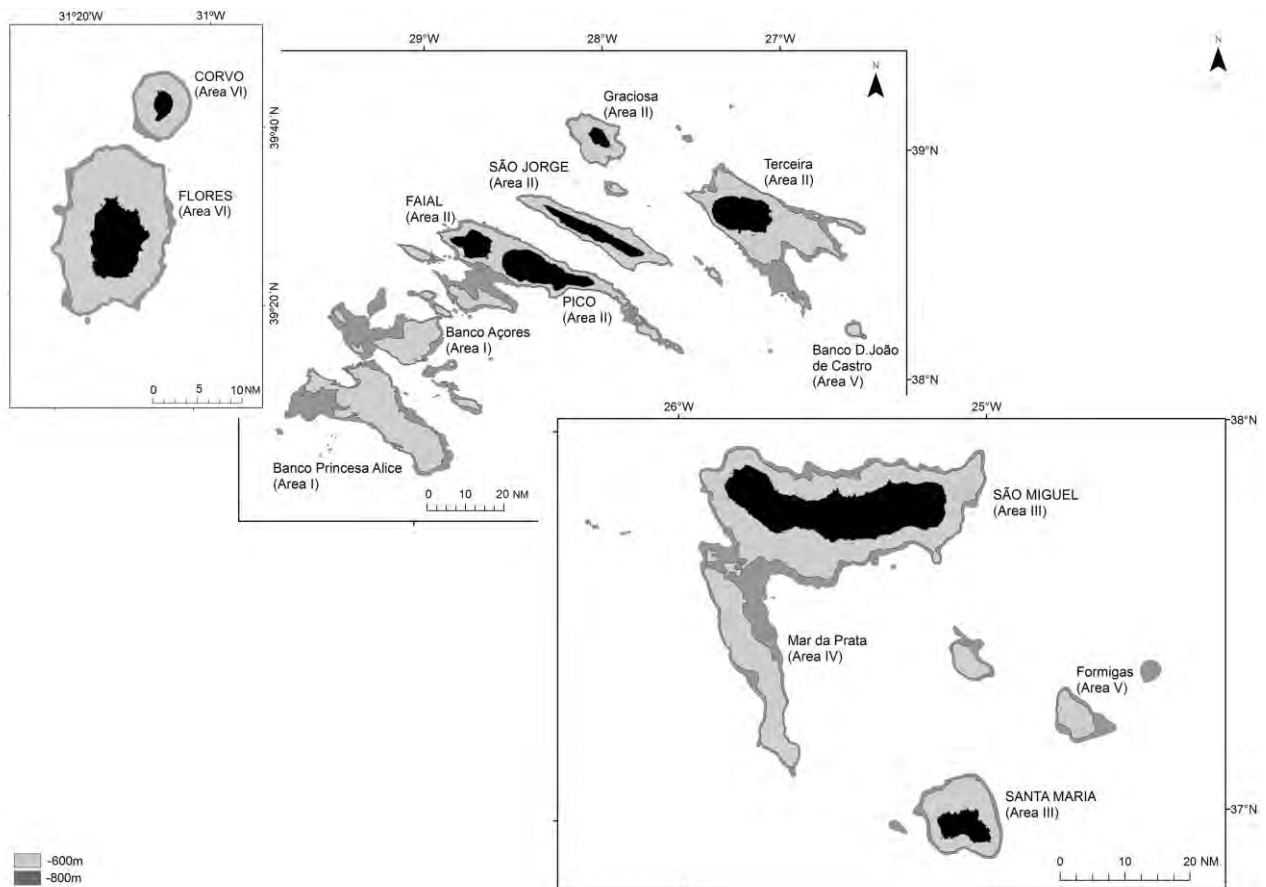 31°20'W
31°W
CORVO
(Area VI)
39°40'N
FLORES
(Area VI)
39°20'N
0 5 10 NM
29°W
28°W
27°W
N
N
Graciosa
(Area II)
39°N
SÃO JORGE
(Area II)
Terceira
(Area II)
FAIAL
(Area II)
PICO
(Area II)
Banco Açores
(Area I)
Banco D.João
de Castro
(Area V)
38°N
Banco Princesa Alice
(Area I)
0 10 20 NM
26°W
25°W
38°N
SÃO MIGUEL
(Area III)
Mar da Prata
(Area IV)
Formigas
(Area V)
SANTA MARIA
(Area III)
37°N
0 10 20 NM
-600m
-800m